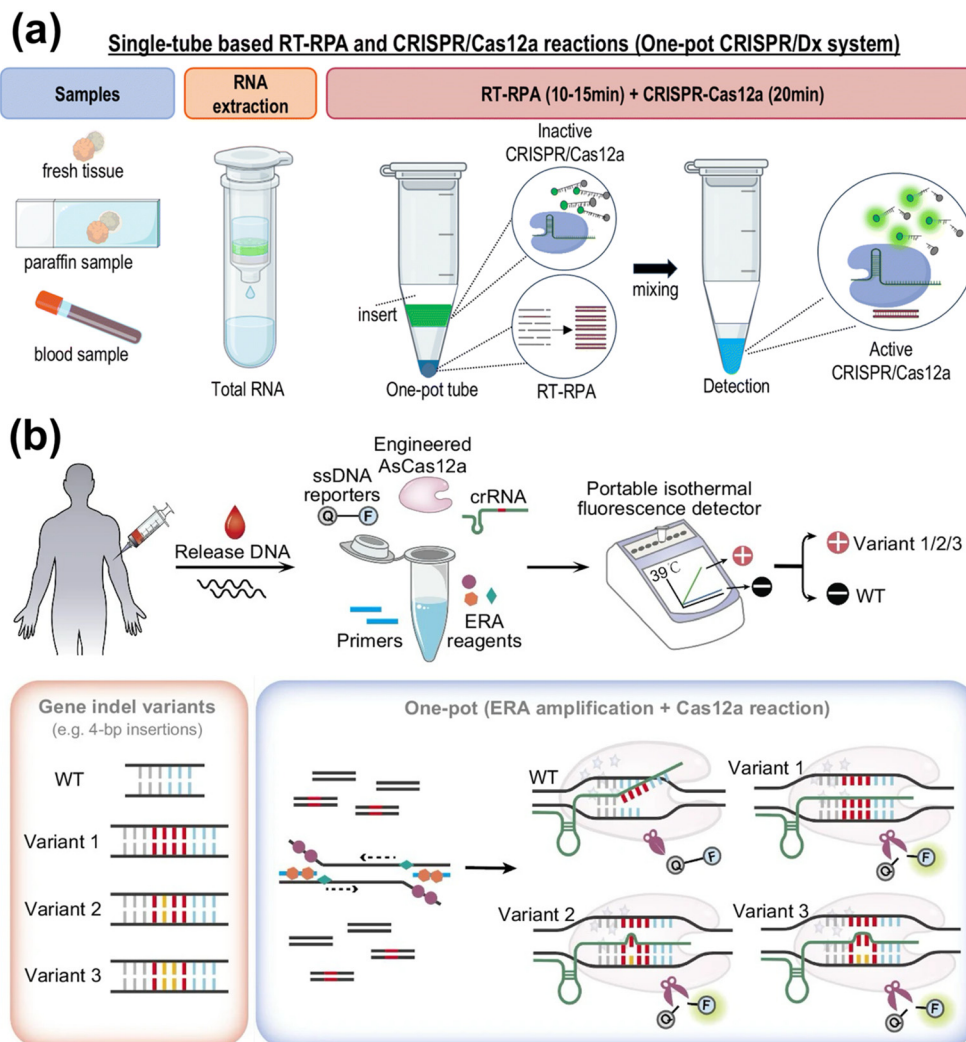 (a)
Single-tube based RT-RPA and CRISPR/Cas12a reactions (One-pot CRISPR/Dx system)
Samples
RNA
extraction
RT-RPA (10-15min) + CRISPR-Cas12a (20min)
fresh tissue
paraffin sample
blood sample
Total RNA
Inactive
CRISPR/Cas12a
insert
One-pot tube
RT-RPA
mixing
Detection
Active
CRISPR/Cas12a
(b)
Release DNA
Engineered
AsCas12a
ssDNA
reporters
Q F
crRNA
Primers
ERA
reagents
Portable isothermal
fluorescence detector
39℃
Variant 1/2/3
WT
Gene indel variants
(e.g. 4-bp insertions)
WT
Variant 1
Variant 2
Variant 3
One-pot (ERA amplification + Cas12a reaction)
WT
Q F
Variant 1
Q F
Variant 2
Q F
Variant 3
Q F